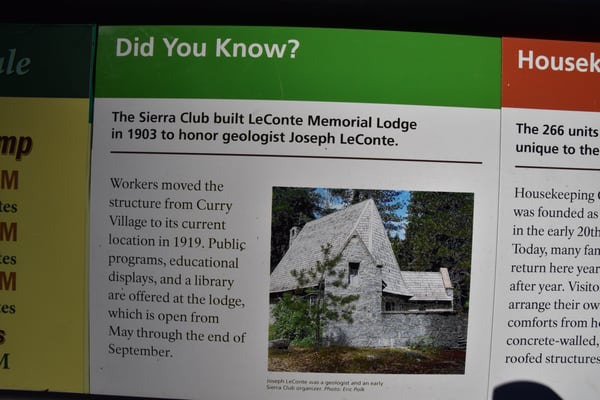 ule
mp
M
tes
M
tes
M
tes
s
M
Did You Know?
The Sierra Club built LeConte Memorial Lodge
in 1903 to honor geologist Joseph LeConte.
Workers moved the
structure from Curry
Village to its current
location in 1919. Public
programs, educational
displays, and a library
are offered at the lodge,
which is open from
May through the end of
September.
Joseph LeConte was a geologist and an early
Sierra Club organizer. Photo: Eric Polk
Housek
The 266 units
unique to the
Housekeeping
was founded as
in the early 20th
Today, many fan
return here year
after year. Visito
arrange their ow
comforts from h
concrete-walled,
roofed structures